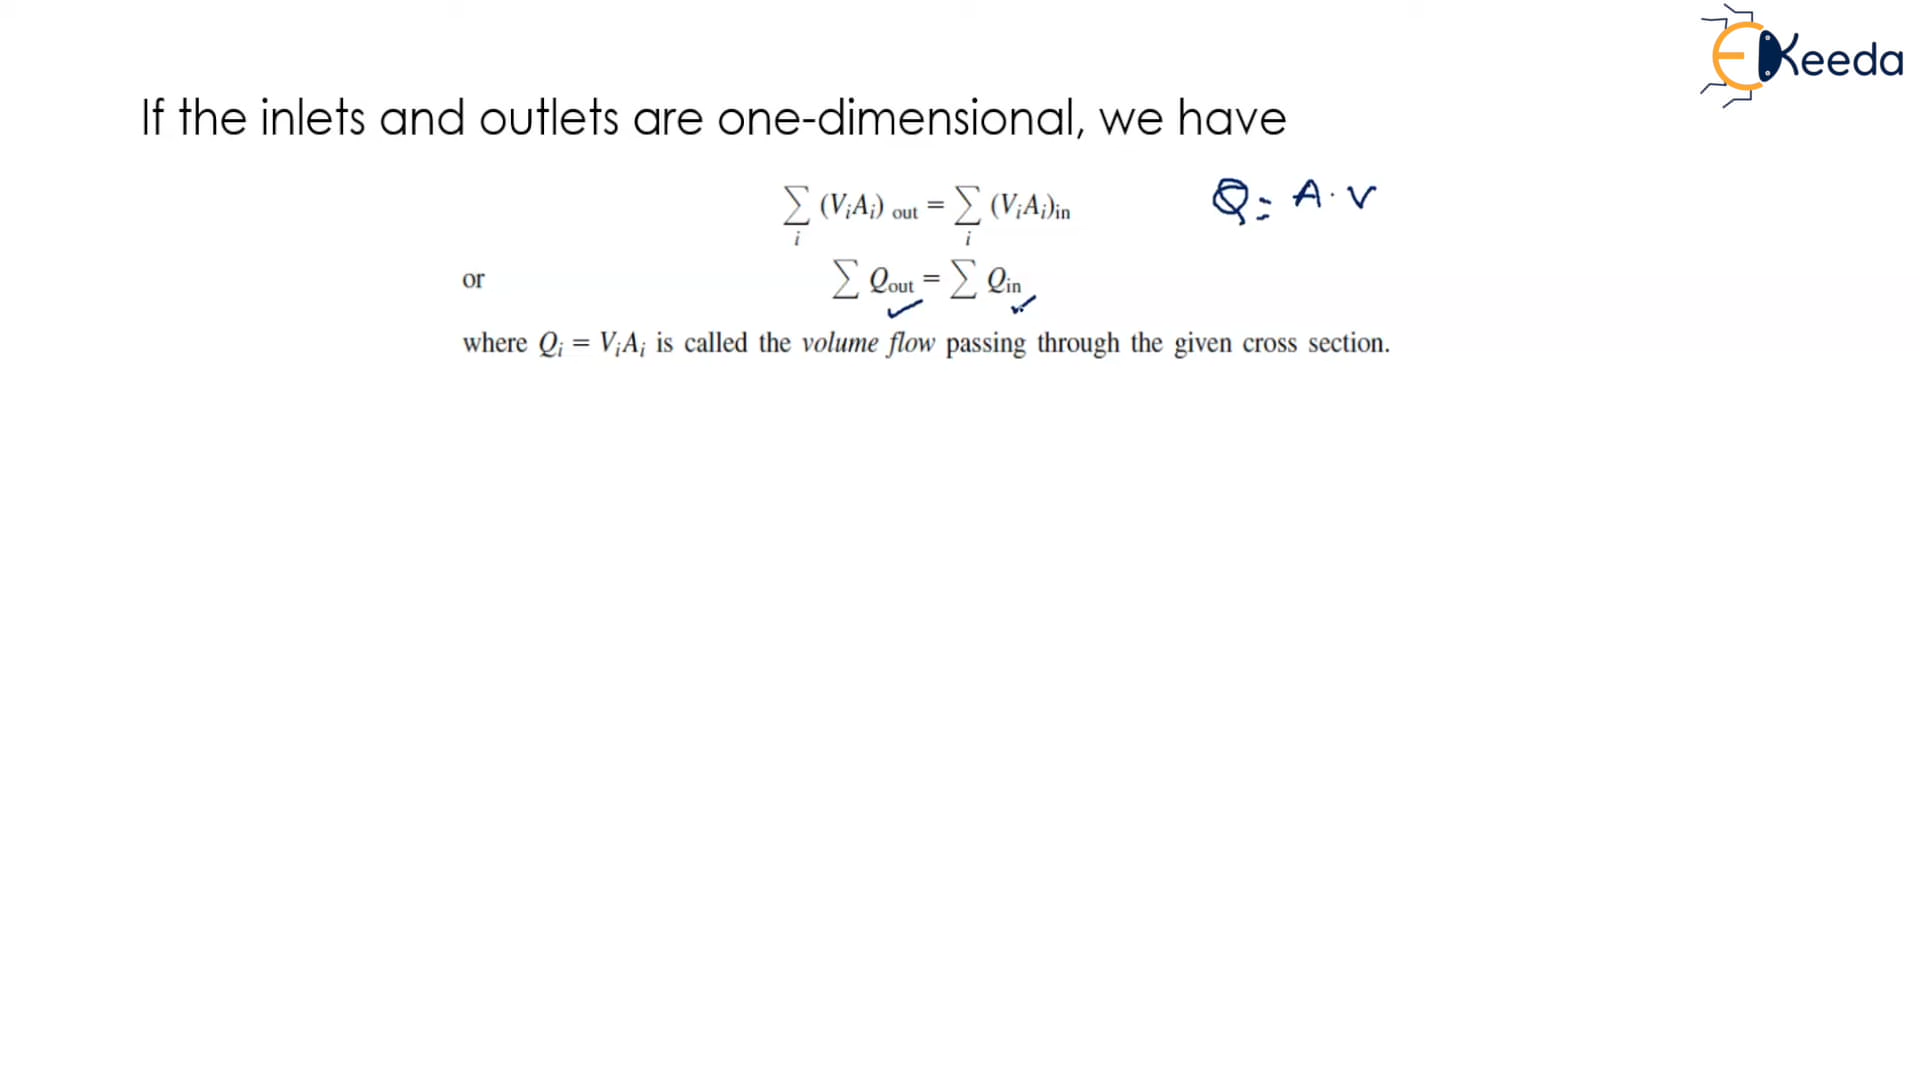 EKeeda
If the inlets and outlets are one-dimensional, we have
∑ᵢ (VᵢAᵢ) out = ∑ᵢ (VᵢAᵢ)in
Q = A · V
or
∑ Qout = ∑ Qin
where Qᵢ = VᵢAᵢ is called the volume flow passing through the given cross section.